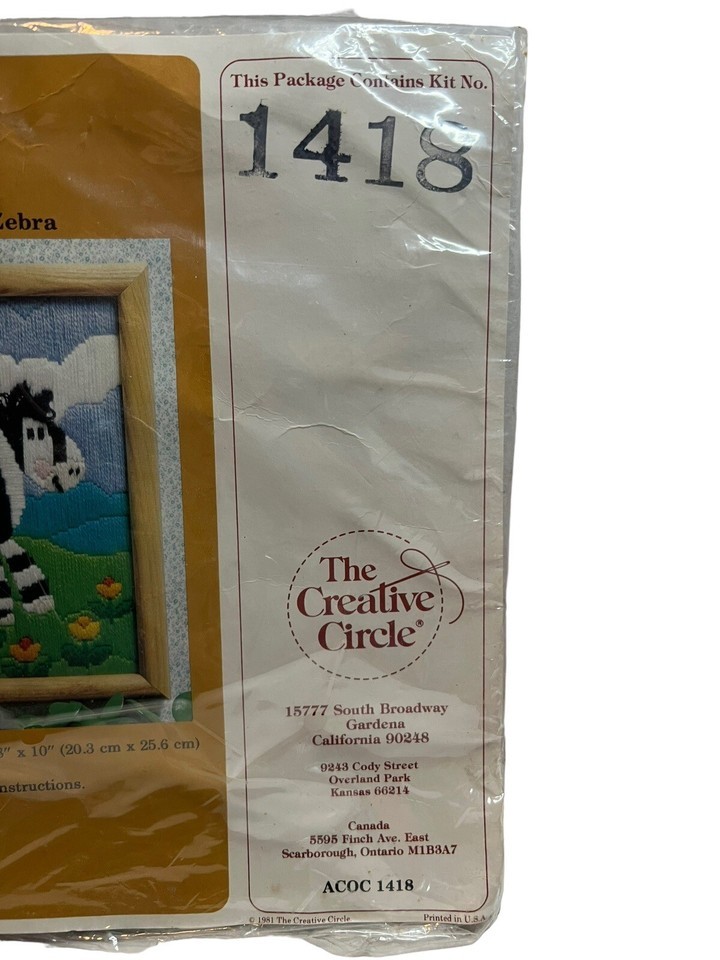 This Package Contains Kit No.
1418
Zebra
The
Creative
Circle®
15777 South Broadway
Gardena
California 90248
9243 Cody Street
Overland Park
Kansas 66214
8" x 10" (20.3 cm x 25.6 cm)
nstructions.
Canada
5595 Finch Ave. East
Scarborough, Ontario M1B3A7
ACOC 1418
© 1981 The Creative Circle
Printed in U.S.A.